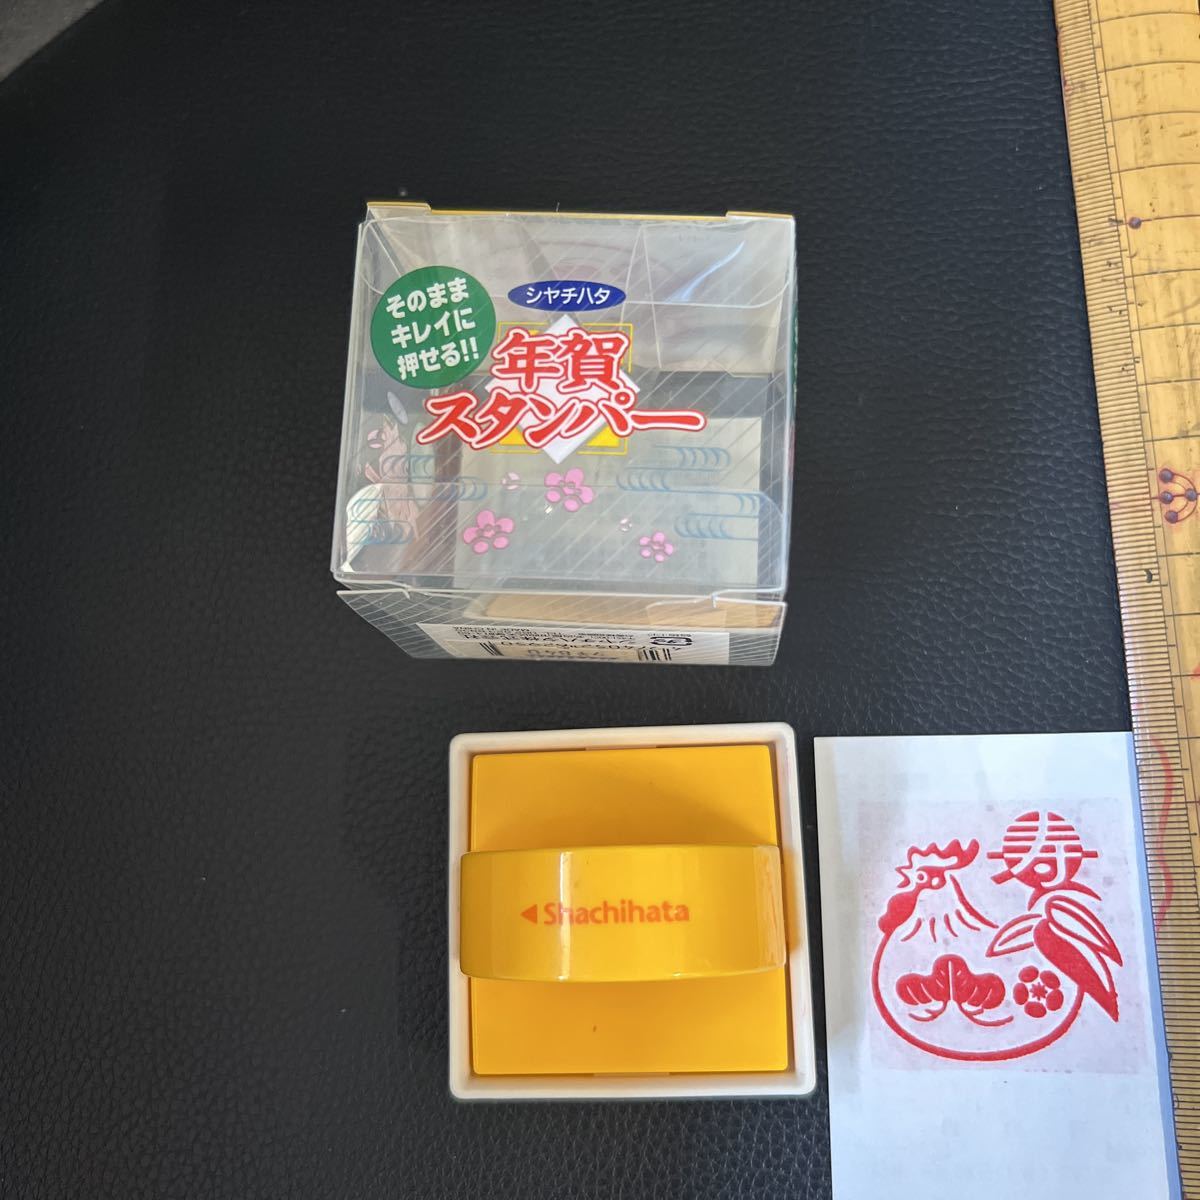 そのまま
キレイに
押せる!!
シヤチハタ
年賀
スタンパー
Shachihata
寿